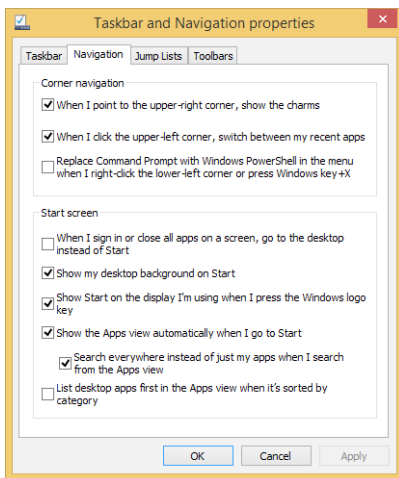 Taskbar and Navigation properties
Taskbar
Navigation
Jump Lists
Toolbars
Corner navigation
When I point to the upper-right corner, show the charms
When I click the upper-left corner, switch between my recent apps
Replace Command Prompt with Windows PowerShell in the menu
when I right-click the lower-left corner or press Windows key+X
Start screen
When I sign in or close all apps on a screen, go to the desktop
instead of Start
Show my desktop background on Start
Show Start on the display I'm using when I press the Windows logo
key
Show the Apps view automatically when I go to Start
Search everywhere instead of just my apps when I search
from the Apps view
List desktop apps first in the Apps view when it's sorted by
category
OK
Cancel
Apply